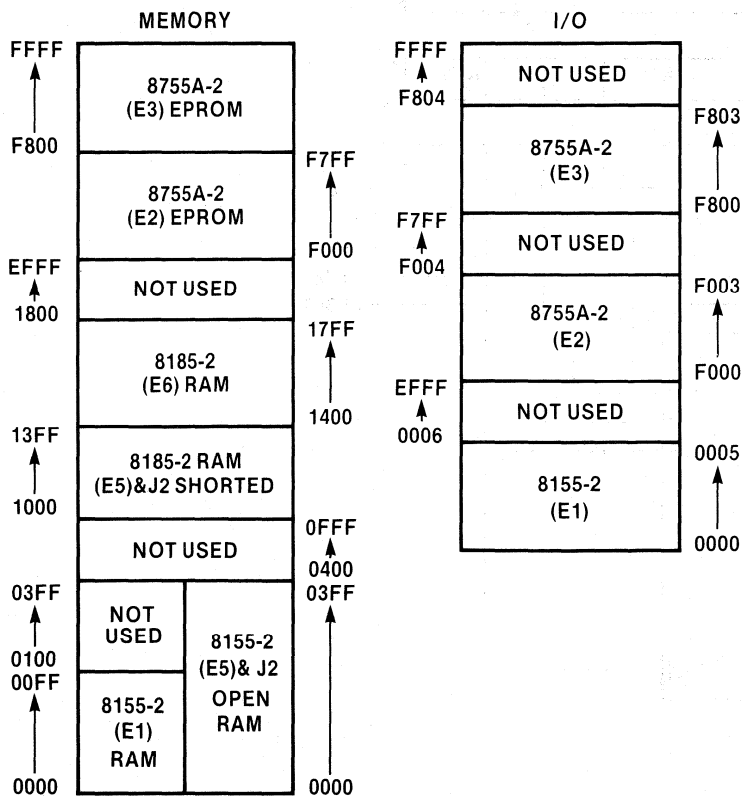 MEMORY
FFFF
F800
8755A-2
(E3) EPROM
8755A-2
(E2) EPROM
F7FF
F000
EFFF
1800
NOT USED
8185-2
(E6) RAM
17FF
1400
13FF
1000
8185-2 RAM
(E5)&J2 SHORTED
NOT USED
0FFF
0400
03FF
0100
NOT
USED
00FF
0000
8155-2
(E1)
RAM
8155-2
(E5)& J2
OPEN
RAM
03FF
0000
I/O
FFFF
F804
NOT USED
8755A-2
(E3)
F803
F800
F7FF
F004
NOT USED
8755A-2
(E2)
F003
F000
EFFF
0006
NOT USED
8155-2
(E1)
0005
0000